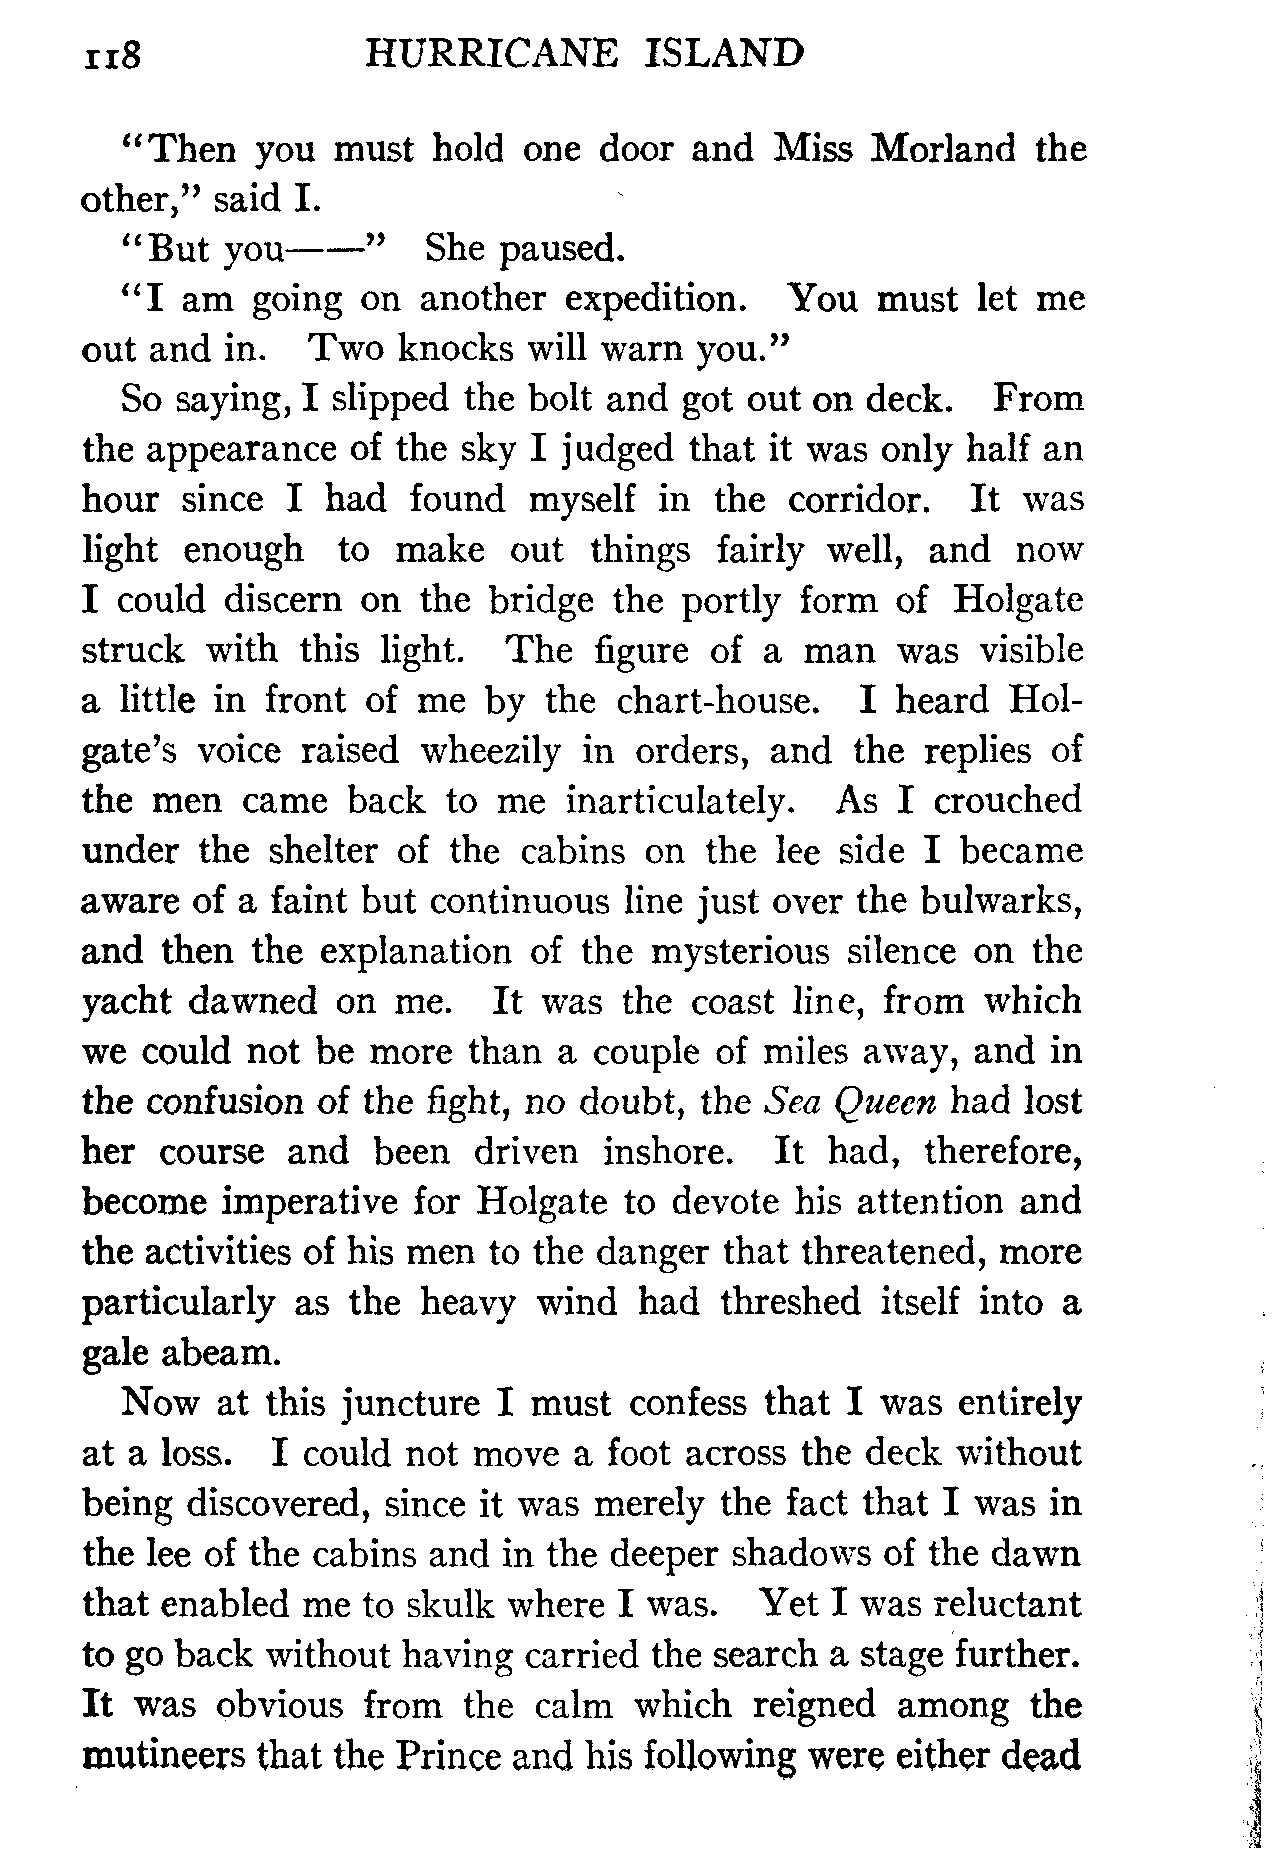 118 HURRICANE ISLAND
“Then you must hold one door and Miss Morland the
other,” said I.
“But you——” She paused.
“I am going on another expedition. You must let me
out and in. Two knocks will warn you.”
So saying, I slipped the bolt and got out on deck. From
the appearance of the sky I judged that it was only half an
hour since I had found myself in the corridor. It was
light enough to make out things fairly well, and now
I could discern on the bridge the portly form of Holgate
struck with this light. The figure of a man was visible
a little in front of me by the chart-house. I heard Hol-
gate’s voice raised wheezily in orders, and the replies of
the men came back to me inarticulately. As I crouched
under the shelter of the cabins on the lee side I became
aware of a faint but continuous line just over the bulwarks,
and then the explanation of the mysterious silence on the
yacht dawned on me. It was the coast line, from which
we could not be more than a couple of miles away, and in
the confusion of the fight, no doubt, the Sea Queen had lost
her course and been driven inshore. It had, therefore,
become imperative for Holgate to devote his attention and
the activities of his men to the danger that threatened, more
particularly as the heavy wind had threshed itself into a
gale abeam.
Now at this juncture I must confess that I was entirely
at a loss. I could not move a foot across the deck without
being discovered, since it was merely the fact that I was in
the lee of the cabins and in the deeper shadows of the dawn
that enabled me to skulk where I was. Yet I was reluctant
to go back without having carried the search a stage further.
It was obvious from the calm which reigned among the
mutineers that the Prince and his following were either dead